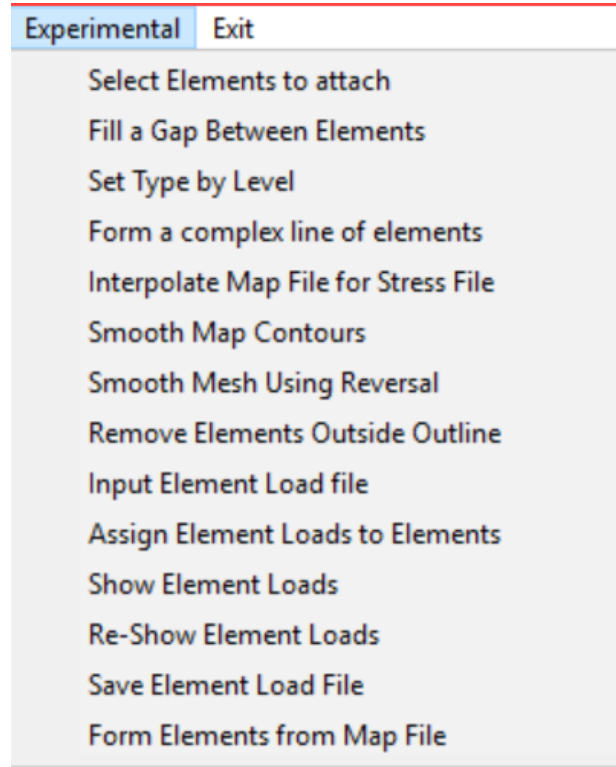 Experimental Exit
Select Elements to attach
Fill a Gap Between Elements
Set Type by Level
Form a complex line of elements
Interpolate Map File for Stress File
Smooth Map Contours
Smooth Mesh Using Reversal
Remove Elements Outside Outline
Input Element Load file
Assign Element Loads to Elements
Show Element Loads
Re-Show Element Loads
Save Element Load File
Form Elements from Map File